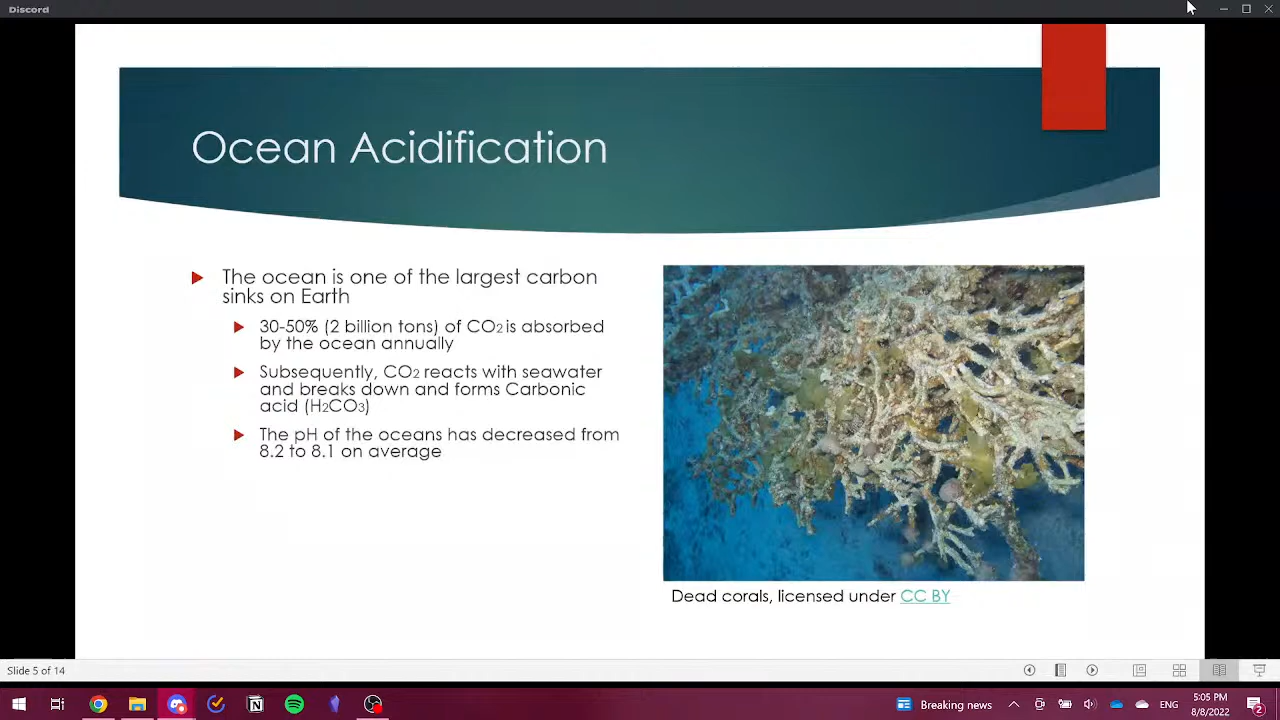 Discord
Ocean Acidification
The ocean is one of the largest carbon
sinks on Earth
30-50% (2 billion tons) of CO2 is absorbed
by the ocean annually
Subsequently, CO2 reacts with seawater
and breaks down and forms Carbonic
acid (H2CO3)
The pH of the oceans has decreased from
8.2 to 8.1 on average
Dead corals, licensed under CC BY
Slide 5 of 14
Breaking news
ENG
5:05 PM
8/8/2022
2